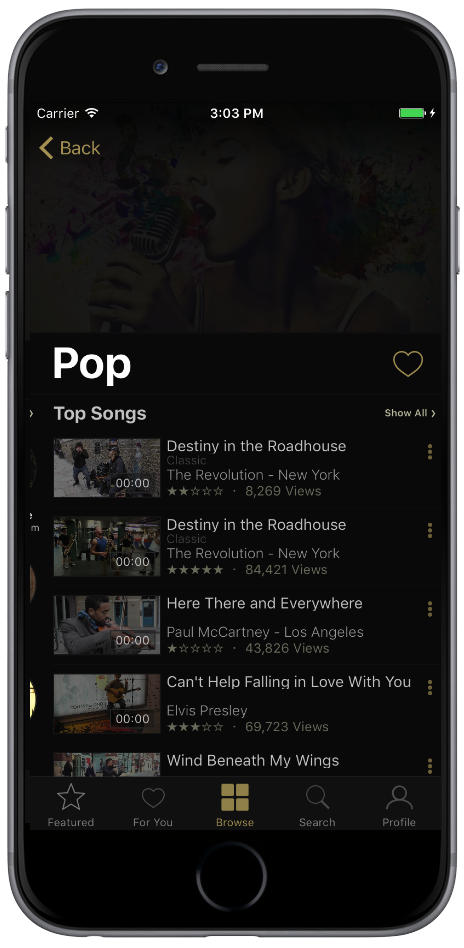 Carrier 3:03 PM
Back
Pop
Top Songs Show All ›
Destiny in the Roadhouse
Classic
00:00
The Revolution - New York
★★☆☆☆ · 8,269 Views
Destiny in the Roadhouse
Classic
00:00
The Revolution - New York
★★★★★ · 84,421 Views
m
Here There and Everywhere
00:00
Paul McCartney - Los Angeles
★☆☆☆☆ · 43,826 Views
Can't Help Falling in Love With You
00:00
Elvis Presley
★★★☆☆ · 69,723 Views
Wind Beneath My Wings
Featured For You Browse Search Profile